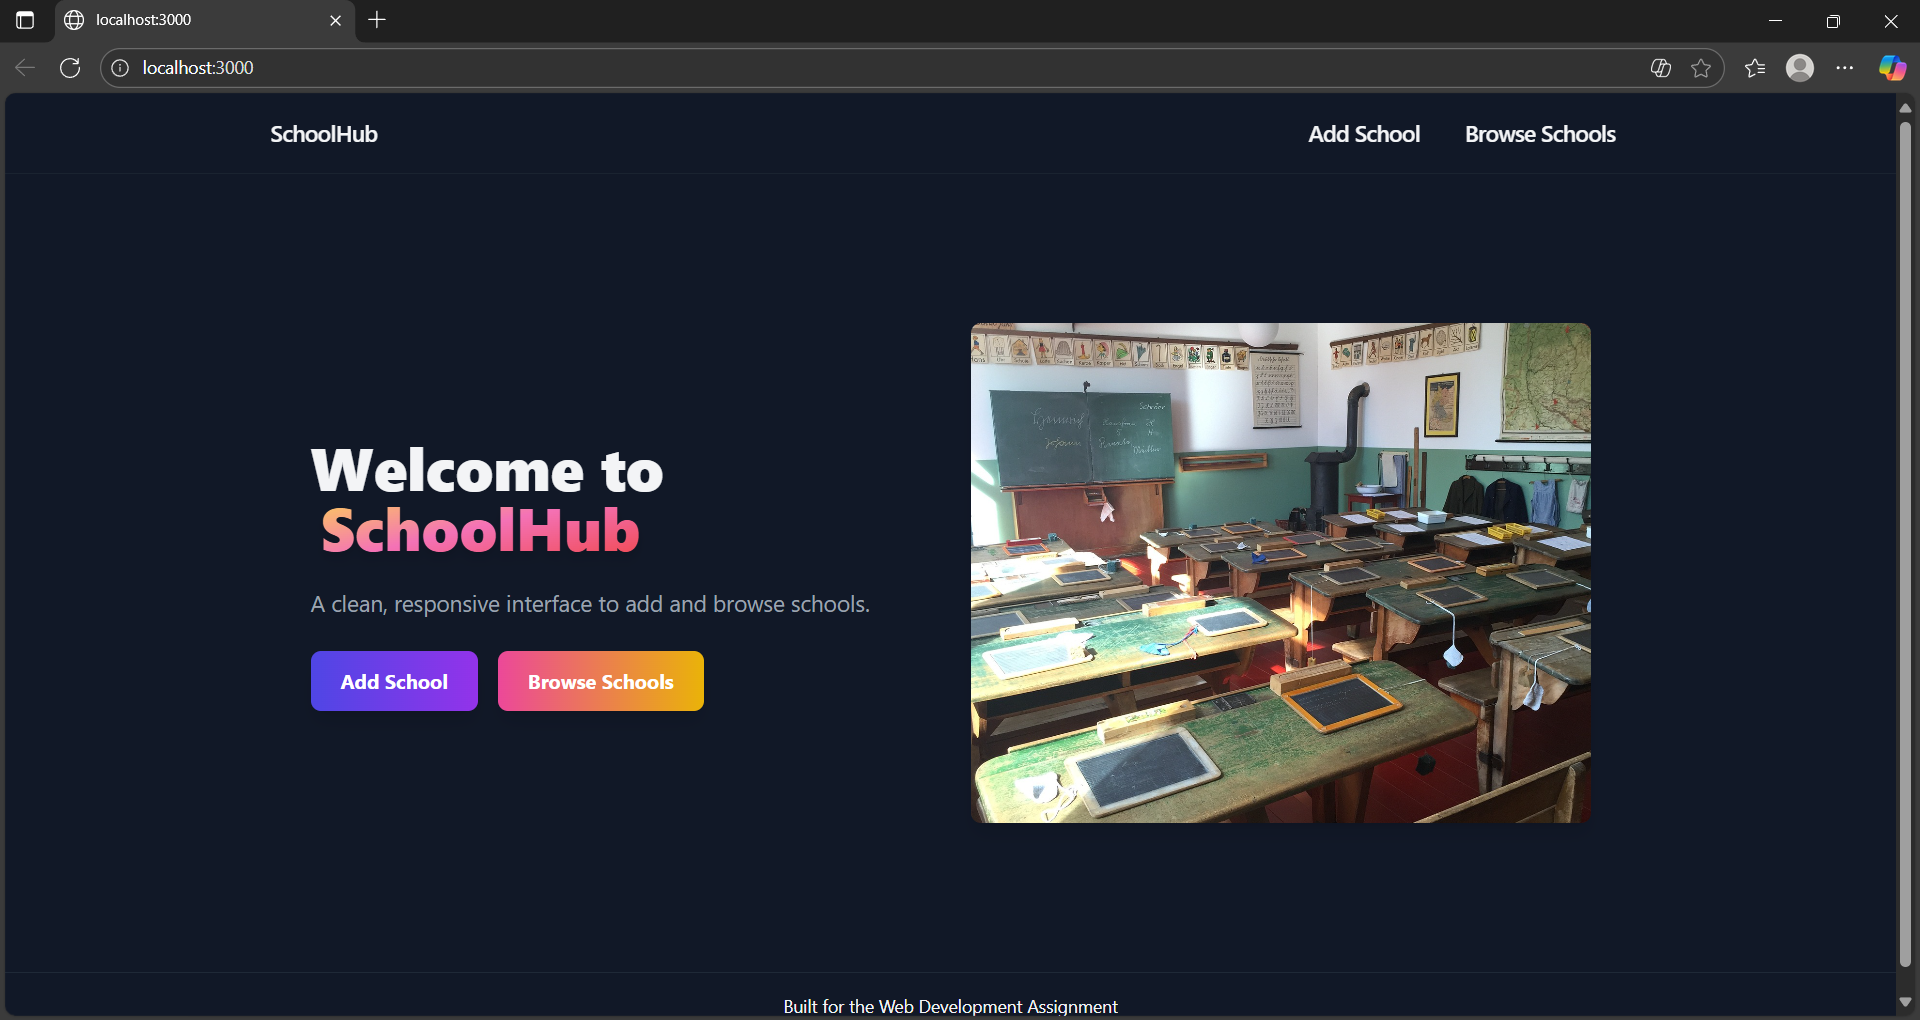 localhost:3000
localhost:3000
SchoolHub
Add School
Browse Schools
Welcome to
SchoolHub
A clean, responsive interface to add and browse schools.
Add School
Browse Schools
Schröer
Built for the Web Development Assignment